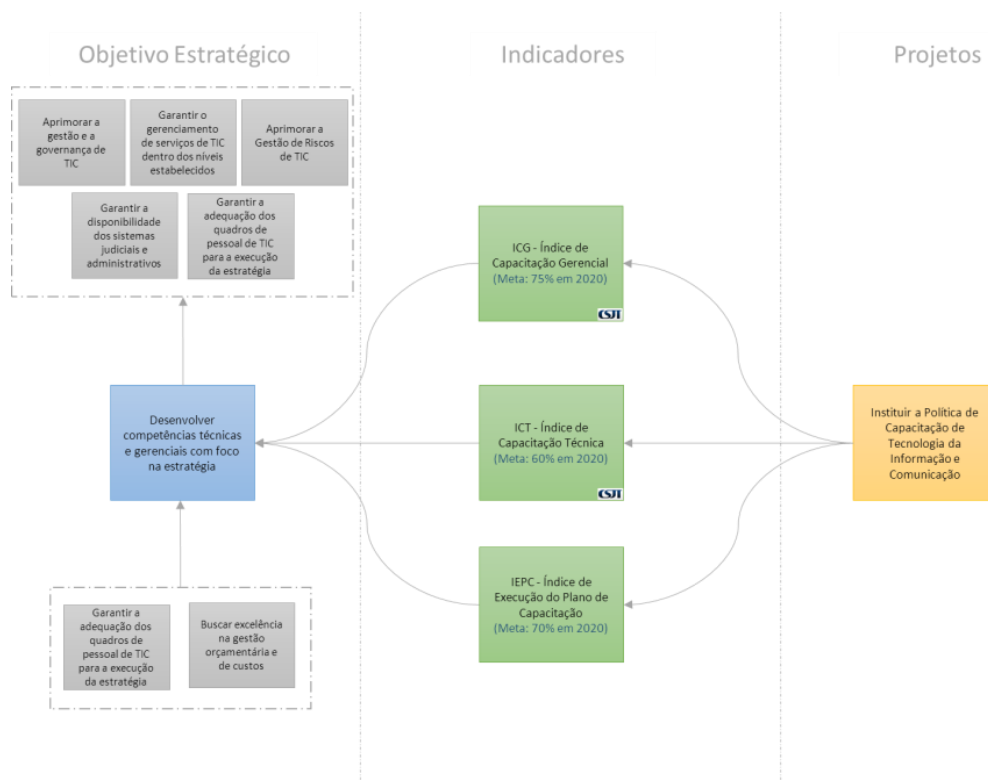 Objetivo Estratégico
Indicadores
Projetos
Aprimorar a
gestão e a
governança de
TIC
Garantir o
gerenciamento
de serviços de TIC
dentro dos níveis
estabelecidos
Aprimorar a
Gestão de Riscos
de TIC
Garantir a
disponibilidade
dos sistemas
judiciais e
administrativos
Garantir a
adequação dos
quadros de
pessoal de TIC
para a execução
da estratégia
ICG - Índice de
Capacitação Gerencial
(Meta: 75% em 2020)
CSJT
Desenvolver
competências técnicas
e gerenciais com foco
na estratégia
ICT - Índice de
Capacitação Técnica
(Meta: 60% em 2020)
CSJT
Instituir a Política de
Capacitação de
Tecnologia da
Informação e
Comunicação
IEPC - Índice de
Execução do Plano de
Capacitação
(Meta: 70% em 2020)
Garantir a
adequação dos
quadros de
pessoal de TIC
para a execução
da estratégia
Buscar excelência
na gestão
orçamentária e
de custos